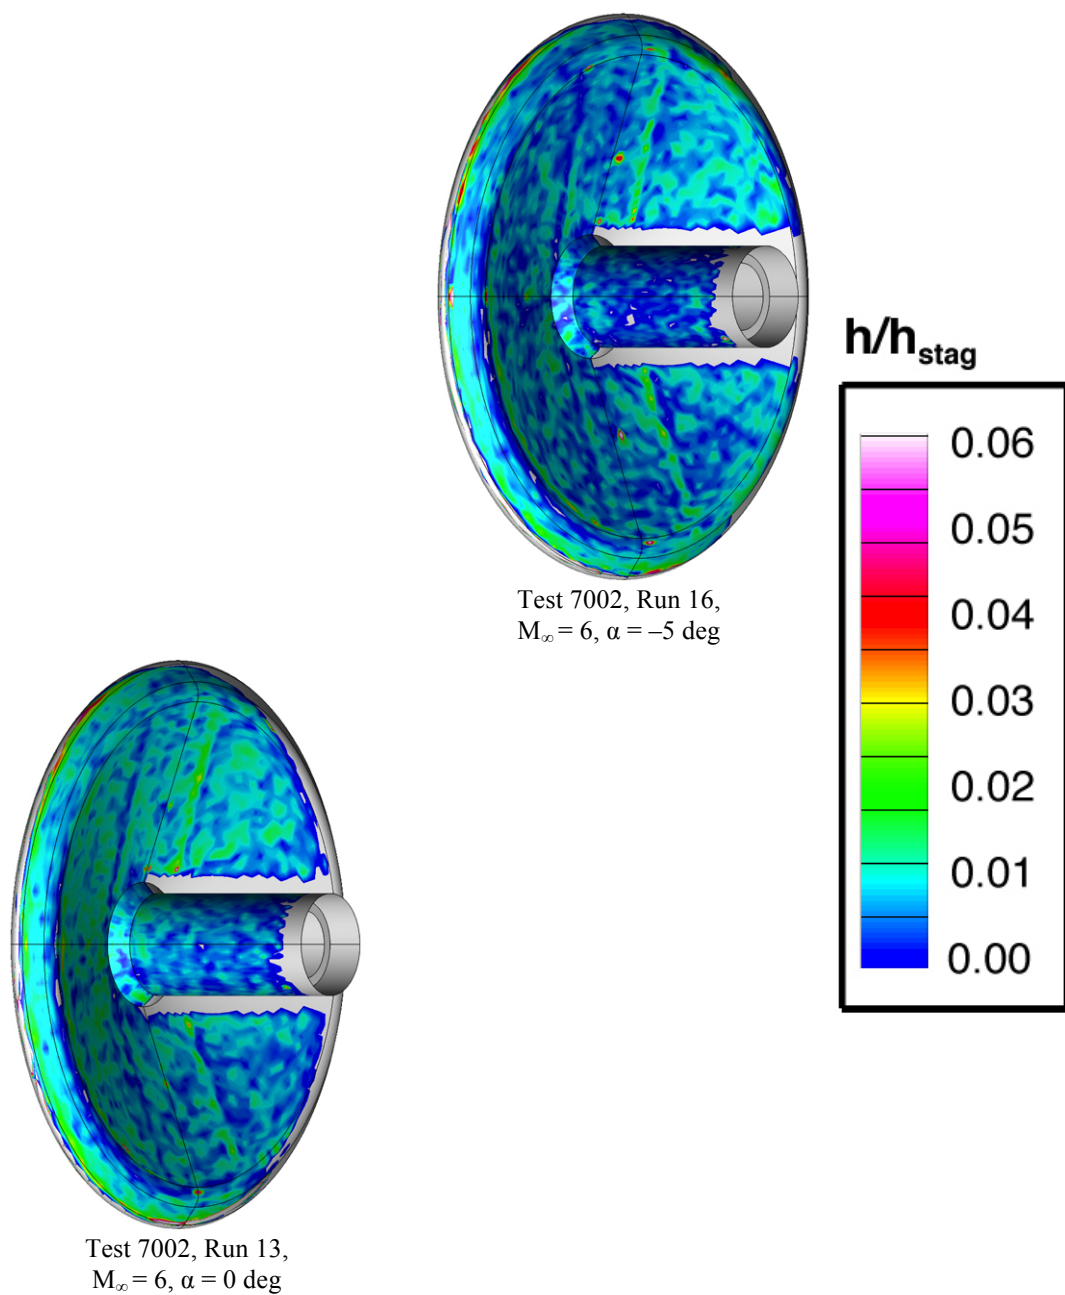 Test 7002, Run 16,
M∞ = 6, α = –5 deg
h/hstag
0.06
0.05
0.04
0.03
0.02
0.01
0.00
Test 7002, Run 13,
M∞ = 6, α = 0 deg